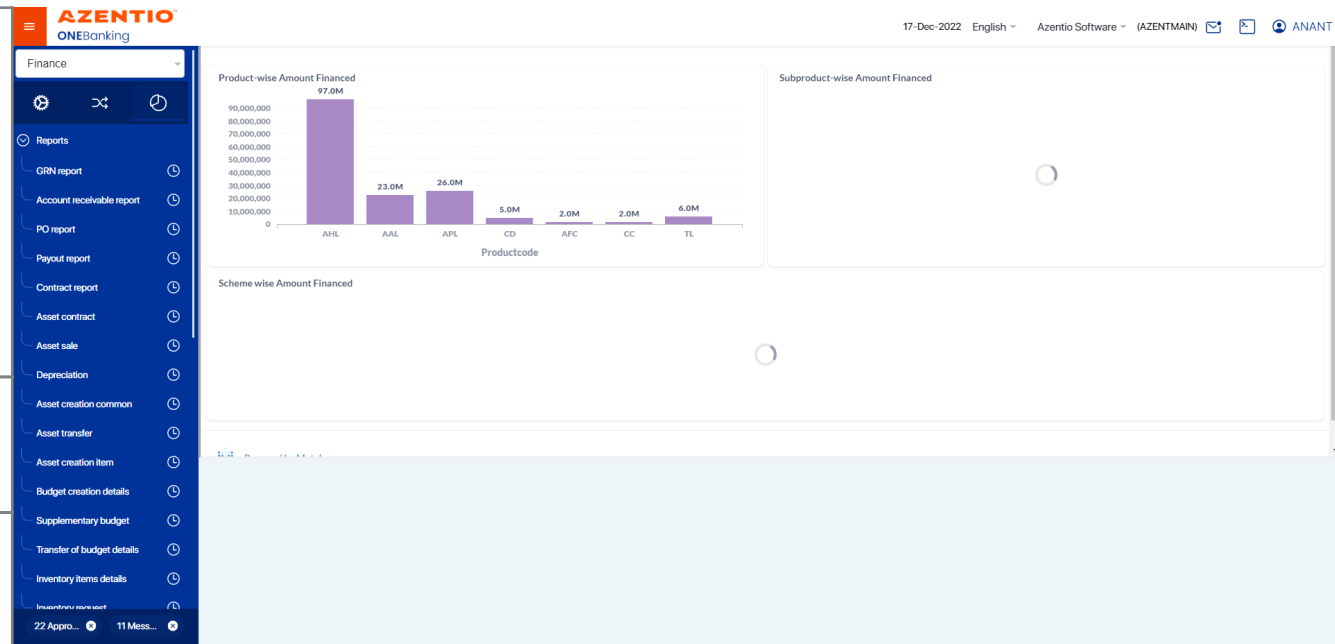 AZENTIO
ONEBanking
17-Dec-2022 English Azentio Software (AZENTMAIN) ANANT
Finance
Reports
GRN report
Account receivable report
PO report
Payout report
Contract report
Asset contract
Asset sale
Depreciation
Asset creation common
Asset transfer
Asset creation item
Budget creation details
Supplementary budget
Transfer of budget details
Inventory items details
Inventory request
22 Appro... 11 Mess...
Product-wise Amount Financed
97.0M
90,000,000
80,000,000
70,000,000
60,000,000
50,000,000
40,000,000
30,000,000
20,000,000
10,000,000
0
23.0M
26.0M
5.0M
2.0M
2.0M
6.0M
AHL AAL APL CD AFC CC TL
Productcode
Subproduct-wise Amount Financed
Scheme wise Amount Financed